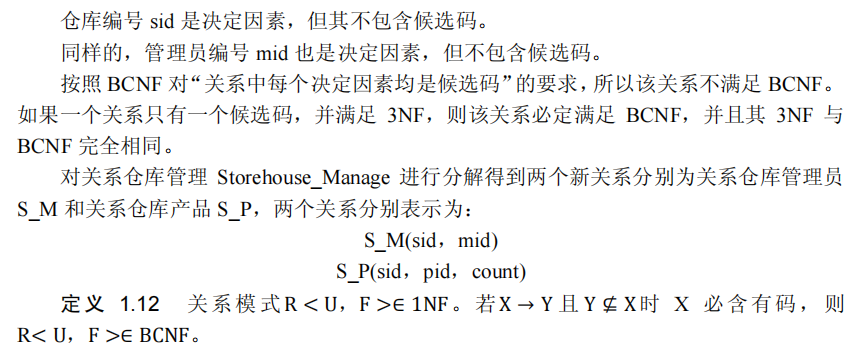 仓库编号 sid 是决定因素，但其不包含候选码。
同样的，管理员编号 mid 也是决定因素，但不包含候选码。
按照 BCNF 对“关系中每个决定因素均是候选码”的要求，所以该关系不满足 BCNF。
如果一个关系只有一个候选码，并满足 3NF，则该关系必定满足 BCNF，并且其 3NF 与
BCNF 完全相同。
对关系仓库管理 Storehouse_Manage 进行分解得到两个新关系分别为关系仓库管理员
S_M 和关系仓库产品 S_P，两个关系分别表示为：
S_M(sid，mid)
S_P(sid，pid，count)
定义 1.12 关系模式R < U，F >∈ 1NF。若X → Y 且 Y ⊈ X时 X 必含有码，则
R< U，F >∈ BCNF。